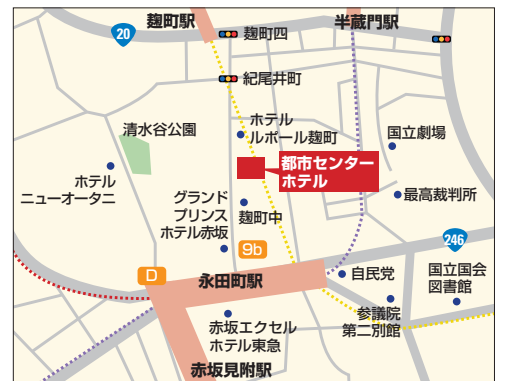 麹町駅
半蔵門駅
20
麹町四
紀尾井町
清水谷公園
ホテル
ルポール麹町
国立劇場
都市センター
ホテル
ホテル
ニューオータニ
グランド
プリンス
ホテル赤坂
麹町中
最高裁判所
9b
246
D
永田町駅
自民党
国立国会
図書館
参議院
第二別館
赤坂エクセル
ホテル東急
赤坂見附駅